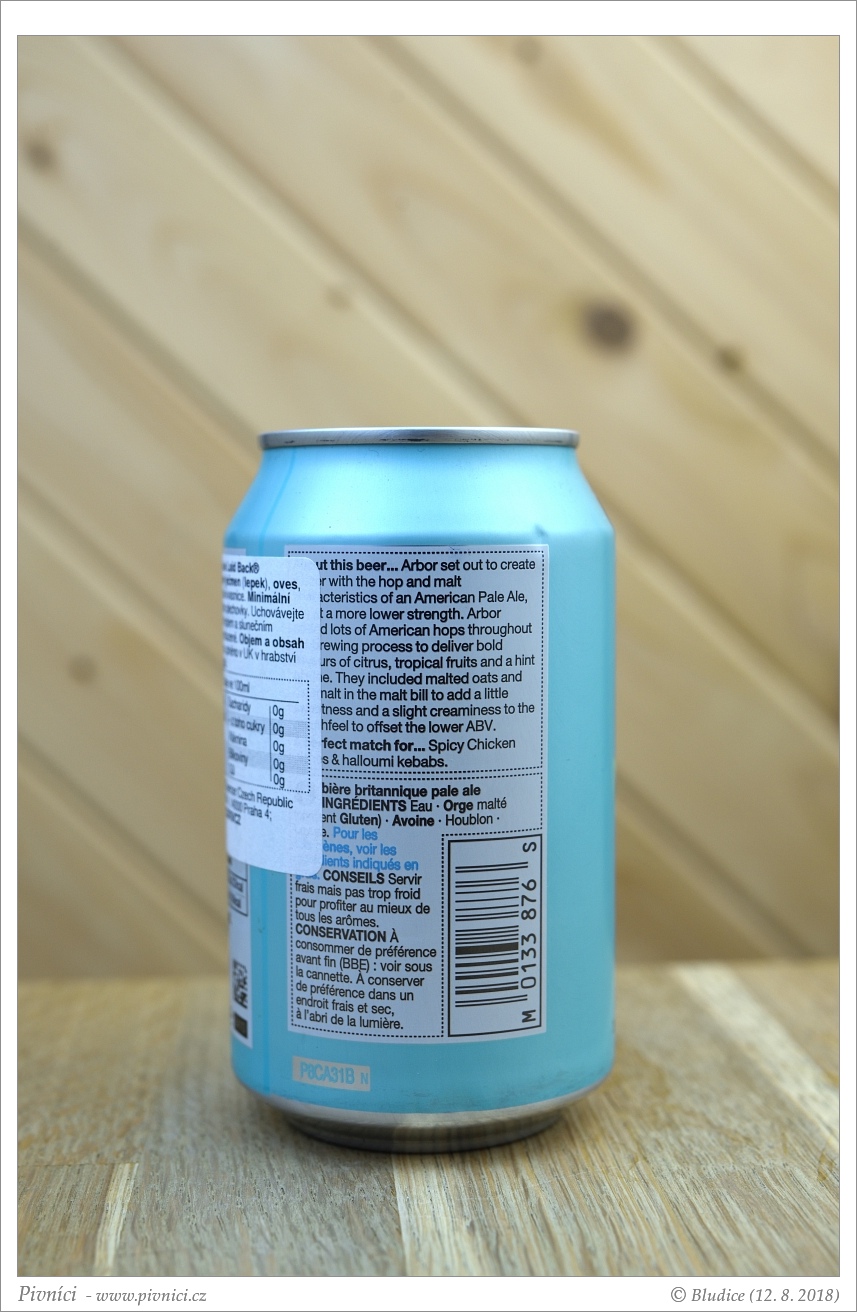 Laid Back®
(lepek), oves,
Minimální
Uchovávejte
slunečním
Objem a obsah
v UK v hrabství
100ml
0g
cukry 0g
0g
0g
0g
Czech Republic
Praha 4;
this beer... Arbor set out to create
with the hop and malt
of an American Pale Ale,
a more lower strength. Arbor
lots of American hops throughout
process to deliver bold
of citrus, tropical fruits and a hint
They included malted oats and
malt in the malt bill to add a little
and a slight creaminess to the
to offset the lower ABV.
match for... Spicy Chicken
& halloumi kebabs.
bière britannique pale ale
INGRÉDIENTS Eau · Orge malté
Gluten) · Avoine · Houblon ·
Pour les
voir les
indiqués en
CONSEILS Servir
frais mais pas trop froid
pour profiter au mieux de
tous les arômes.
CONSERVATION À
consommer de préférence
avant fin (BBE) : voir sous
la cannette. À conserver
de préférence dans un
endroit frais et sec,
à l'abri de la lumière.
M 0133 876 S
P8CA31B N
Pivníci - www.pivnici.cz
© Bludice (12. 8. 2018)